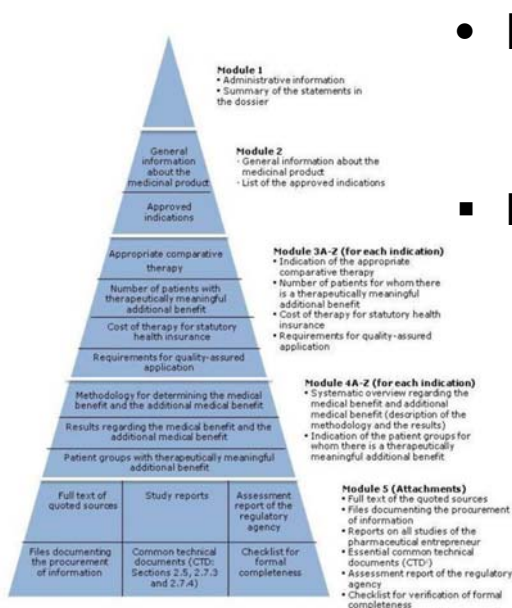 Module 1
• Administrative information
• Summary of the statements in
the dossier
General
information
about the
medicinal product
Approved
indications
Module 2
· General information about the
medicinal product
· List of the approved indications
Appropriate comparative
therapy
Number of patients with
therapeutically meaningful
additional benefit
Cost of therapy for statutory
health insurance
Requirements for quality-assured
application
Module 3A-Z (for each indication)
• Indication of the appropriate
comparative therapy
• Number of patients for whom there
is a therapeutically meaningful
additional benefit
• Cost of therapy for statutory health
insurance
• Requirements for quality-assured
application
Methodology for determining the medical
benefit and the additional medical benefit
Results regarding the medical benefit and the
additional medical benefit
Patient groups with therapeutically meaningful
additional benefit
Module 4A-Z (for each indication)
• Systematic overview regarding the
medical benefit and additional
medical benefit (description of the
methodology and the results)
• Indication of the patient groups for
whom there is a therapeutically
meaningful additional benefit
Full text of
quoted sources
Study reports
Assessment
report of the
regulatory
agency
Files documenting
the procurement
of information
Common technical
documents (CTD:
Sections 2.5, 2.7.3
and 2.7.4)
Checklist for
formal
completeness
Module 5 (Attachments)
• Full text of the quoted sources
• Files documenting the procurement
of information
• Reports on all studies of the
pharmaceutical entrepreneur
• Essential common technical
documents (CTD)
• Assessment report of the regulatory
agency
• Checklist for verification of formal
completeness